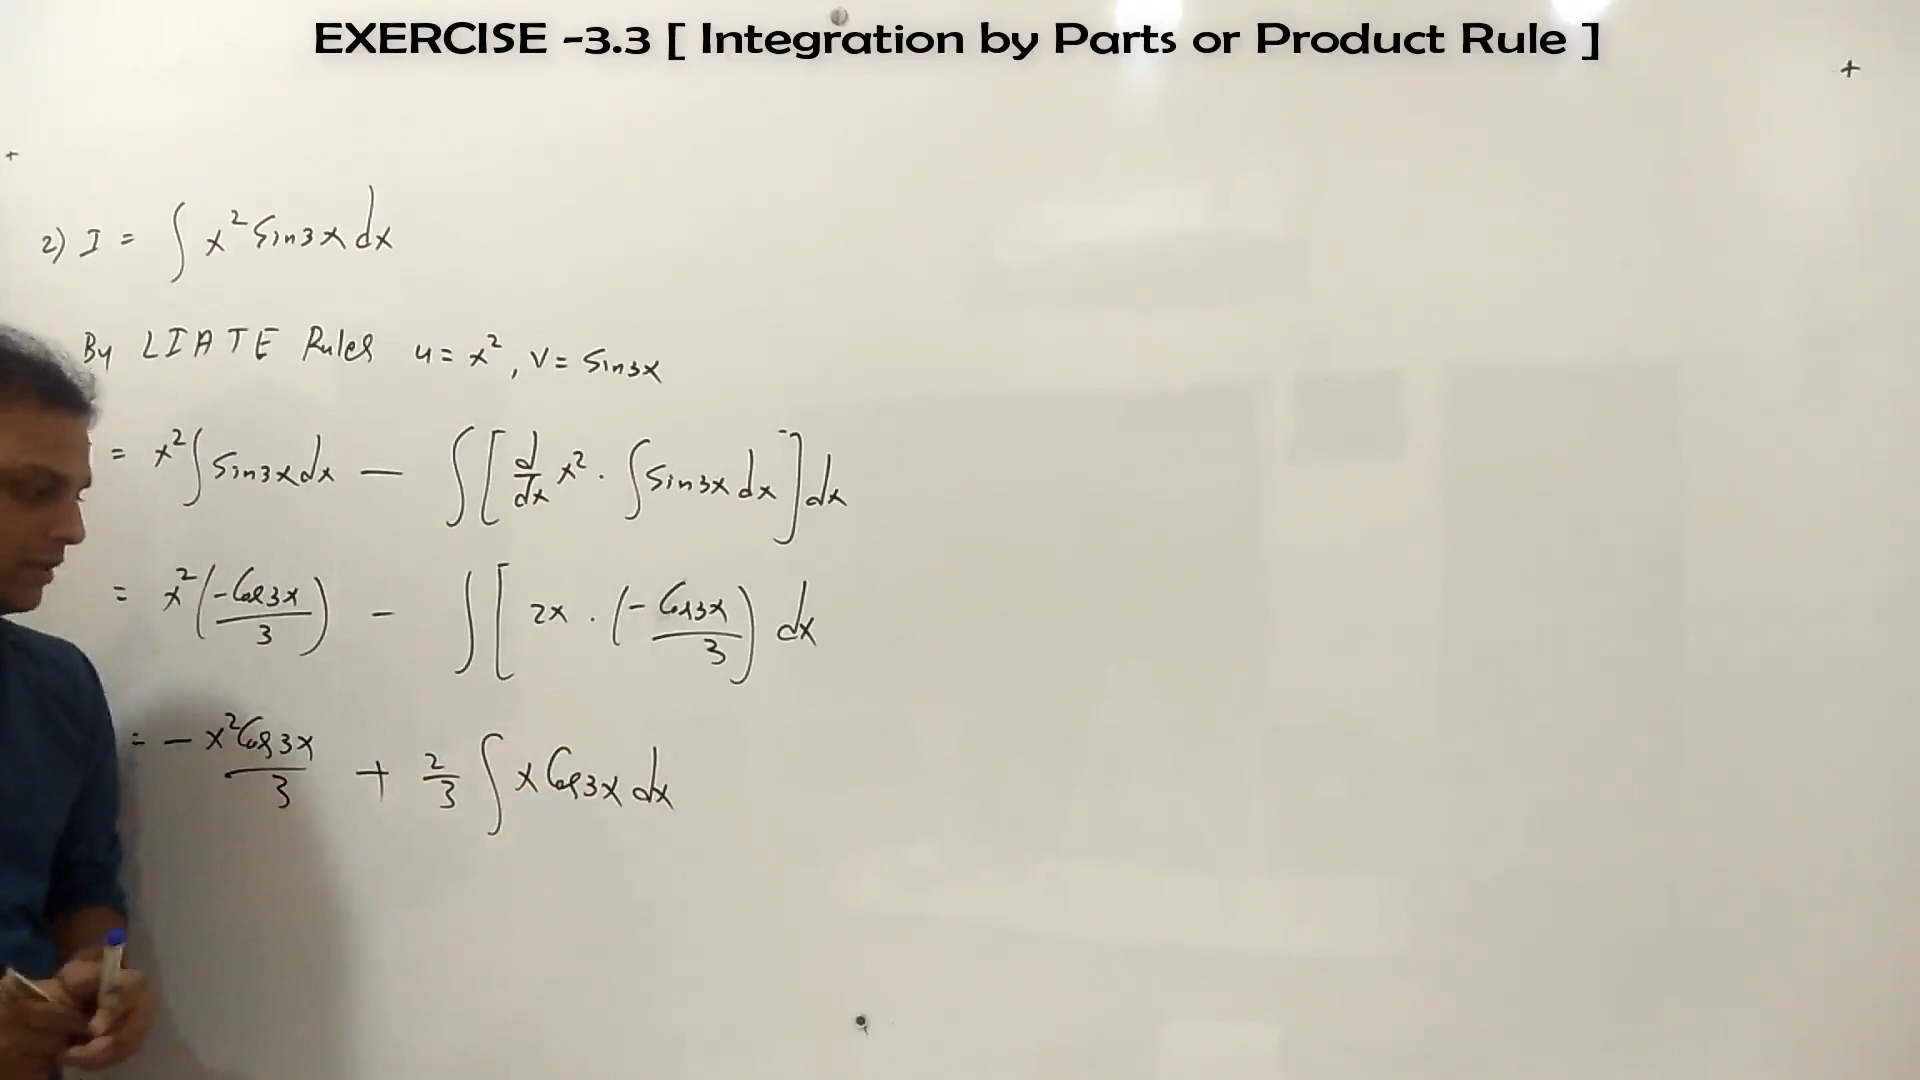 EXERCISE -3.3 [ Integration by Parts or Product Rule ]
2) I = ∫ x² Sin3x dx
By LIATE Rules u = x², v = Sin3x
= x² ∫ Sin3x dx — ∫ [ d/dx x² · ∫ Sin3x dx ] dx
= x² (-Cos3x/3) - ∫ [ 2x · (-Cos3x/3) dx
= - x² Cos3x/3 + 2/3 ∫ x Cos3x dx